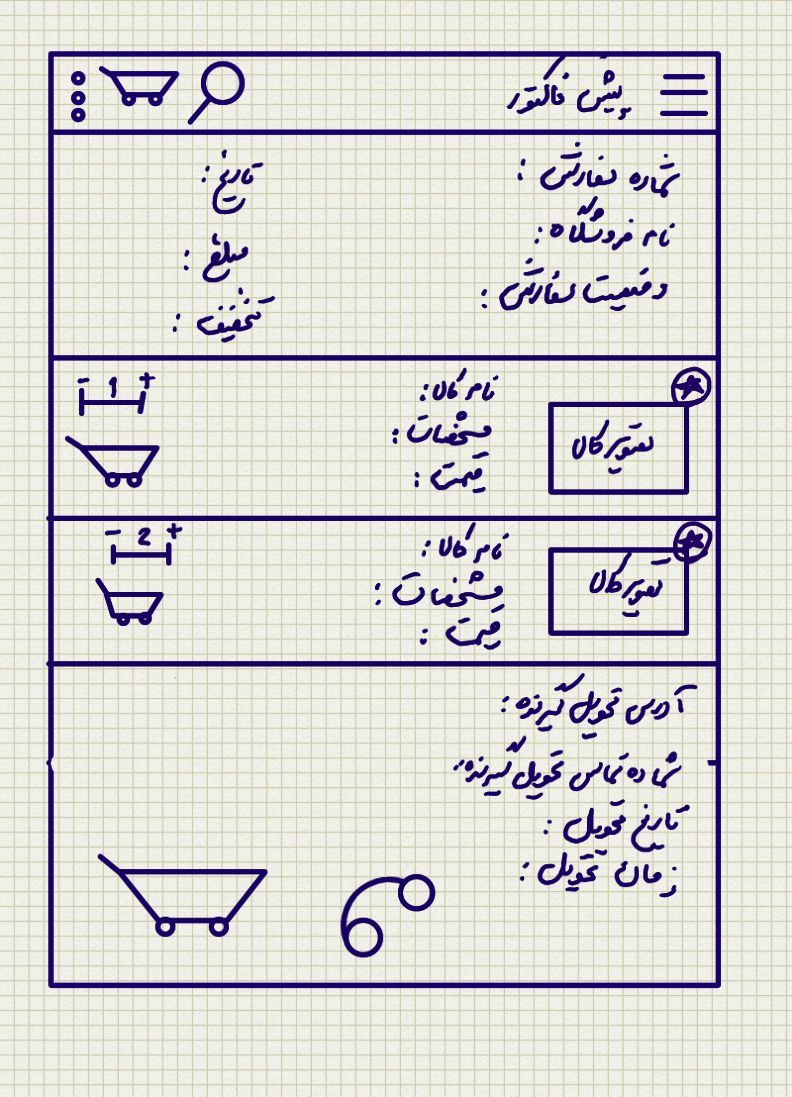 پیش فاکتور
شماره سفارش :
تاریخ :
نام فروشگاه :
مبلغ :
وضعیت سفارش :
تخفیف :
- 1 +
نام کالا :
تصویر کالا
مشخصات :
قیمت :
- 2 +
نام کالا :
تصویر کالا
مشخصات :
قیمت :
آدرس تحویل گیرنده :
شماره تماس تحویل گیرنده :
تاریخ تحویل :
زمان تحویل :